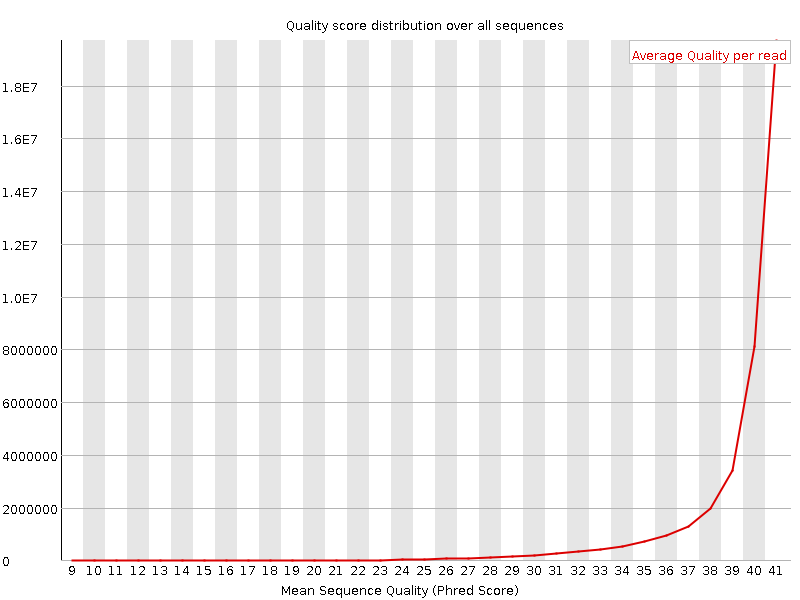 Quality score distribution over all sequences
Average Quality per read
1.8E7
1.6E7
1.4E7
1.2E7
1.0E7
8000000
6000000
4000000
2000000
0
9 10 11 12 13 14 15 16 17 18 19 20 21 22 23 24 25 26 27 28 29 30 31 32 33 34 35 36 37 38 39 40 41
Mean Sequence Quality (Phred Score)